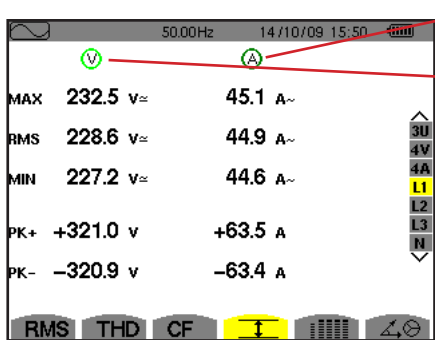 50.00Hz 14/10/09 15:50
V A
MAX 232.5 V≃ 45.1 A~
RMS 228.6 V≃ 44.9 A~
MIN 227.2 V≃ 44.6 A~
PK+ +321.0 V +63.5 A
PK- -320.9 V -63.4 A
3U
4V
4A
L1
L2
L3
N
RMS THD CF